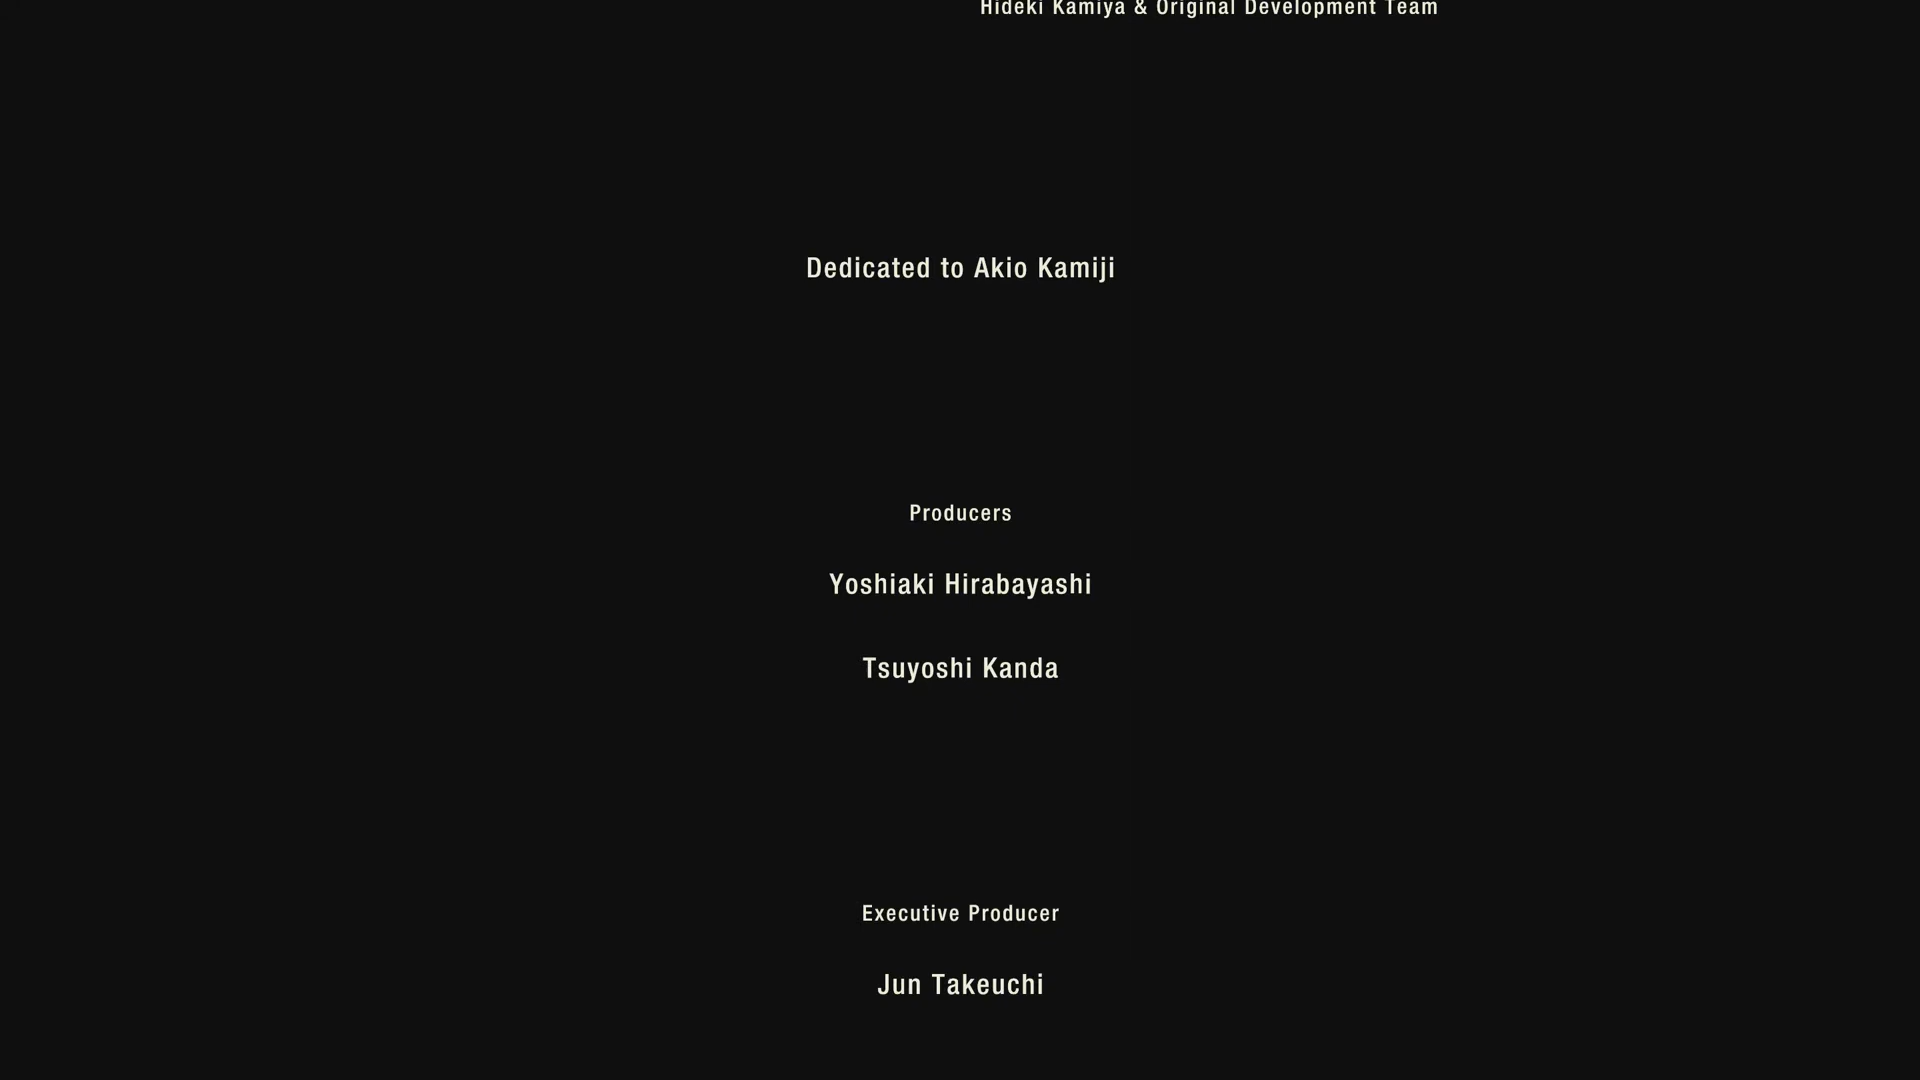 Hideki Kamiya & Original Development Team
Dedicated to Akio Kamiji
Producers
Yoshiaki Hirabayashi
Tsuyoshi Kanda
Executive Producer
Jun Takeuchi